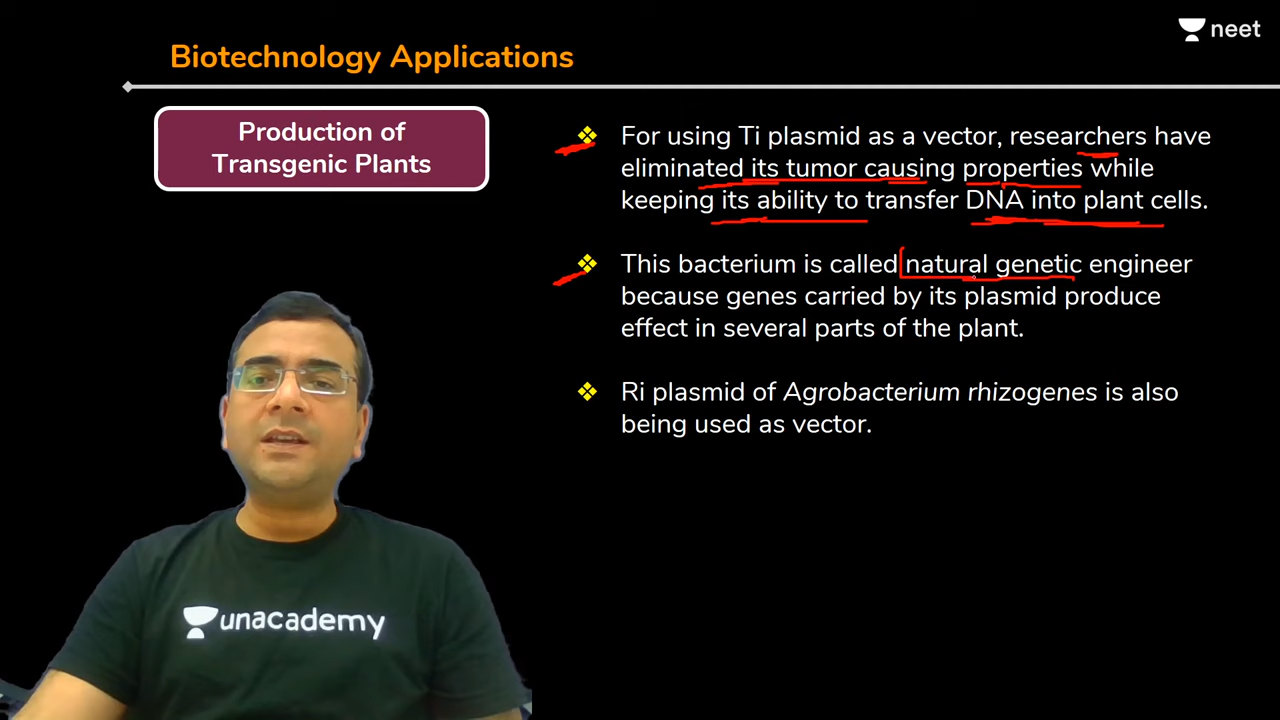 neet
Biotechnology Applications
Production of
Transgenic Plants
❖ For using Ti plasmid as a vector, researchers have
eliminated its tumor causing properties while
keeping its ability to transfer DNA into plant cells.
❖ This bacterium is called natural genetic engineer
because genes carried by its plasmid produce
effect in several parts of the plant.
❖ Ri plasmid of Agrobacterium rhizogenes is also
being used as vector.
unacademy